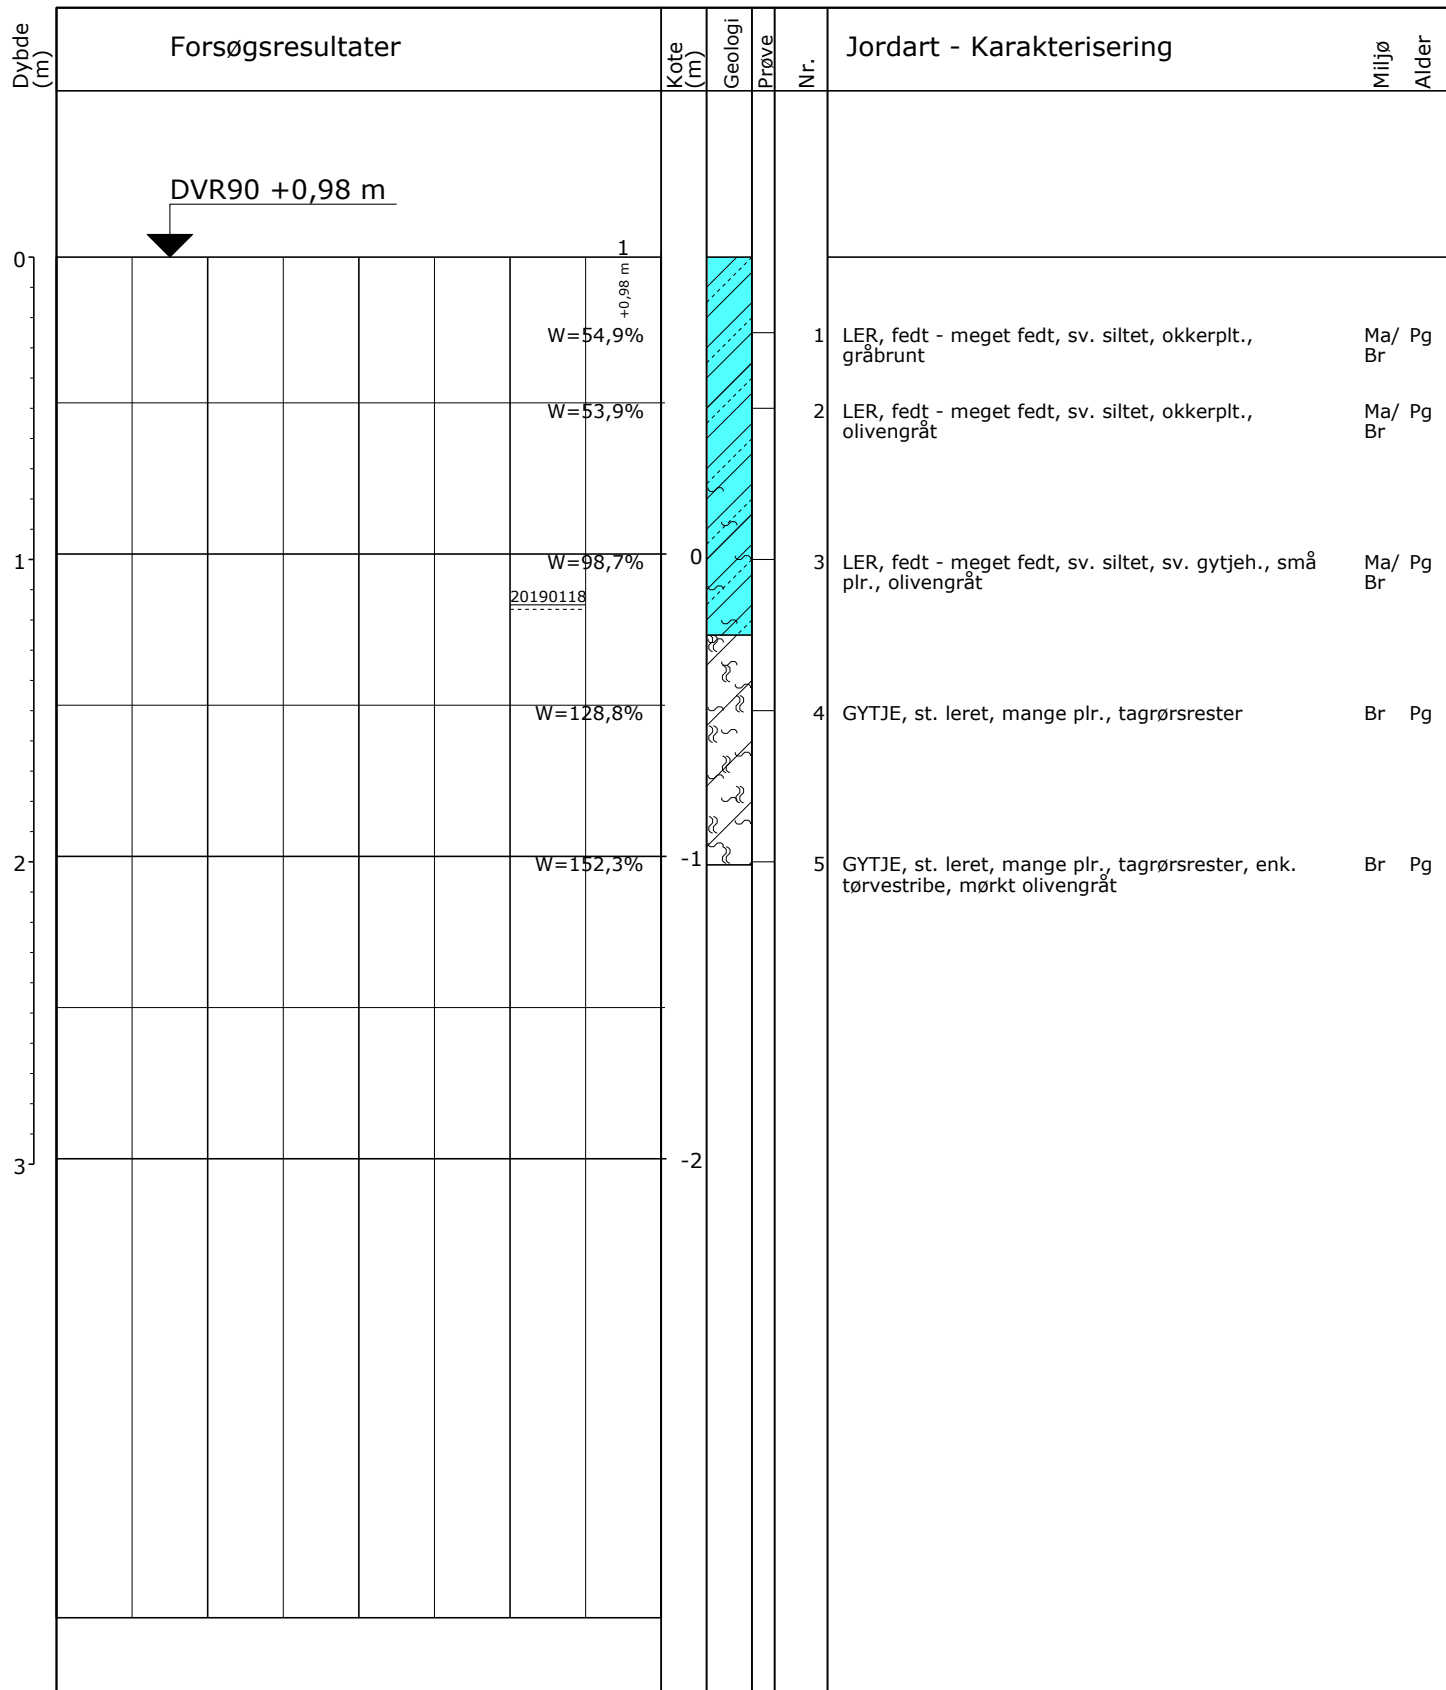 Dybde
(m)
Forsøgsresultater
Kote
(m)
Geologi
Prøve
Nr.
Jordart - Karakterisering
Miljø
Alder
DVR90 +0,98 m
0
1
+0,98 m
W=54,9%
1
LER, fedt - meget fedt, sv. siltet, okkerplt.,
gråbrunt
Ma/
Br
Pg
W=53,9%
2
LER, fedt - meget fedt, sv. siltet, okkerplt.,
olivengråt
Ma/
Br
Pg
1
W=98,7%
0
3
LER, fedt - meget fedt, sv. siltet, sv. gytjeh., små
plr., olivengråt
Ma/
Br
Pg
20190118
W=128,8%
4
GYTJE, st. leret, mange plr., tagrørsrester
Br
Pg
2
W=152,3%
-1
5
GYTJE, st. leret, mange plr., tagrørsrester, enk.
tørvestribe, mørkt olivengråt
Br
Pg
3
-2